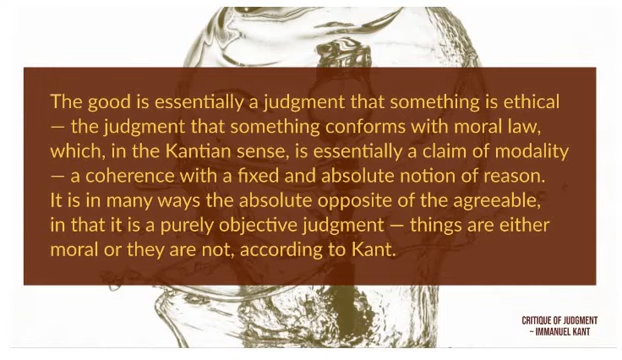 The good is essentially a judgment that something is ethical
— the judgment that something conforms with moral law,
which, in the Kantian sense, is essentially a claim of modality
— a coherence with a fixed and absolute notion of reason.
It is in many ways the absolute opposite of the agreeable,
in that it is a purely objective judgment — things are either
moral or they are not, according to Kant.
CRITIQUE OF JUDGMENT
– IMMANUEL KANT